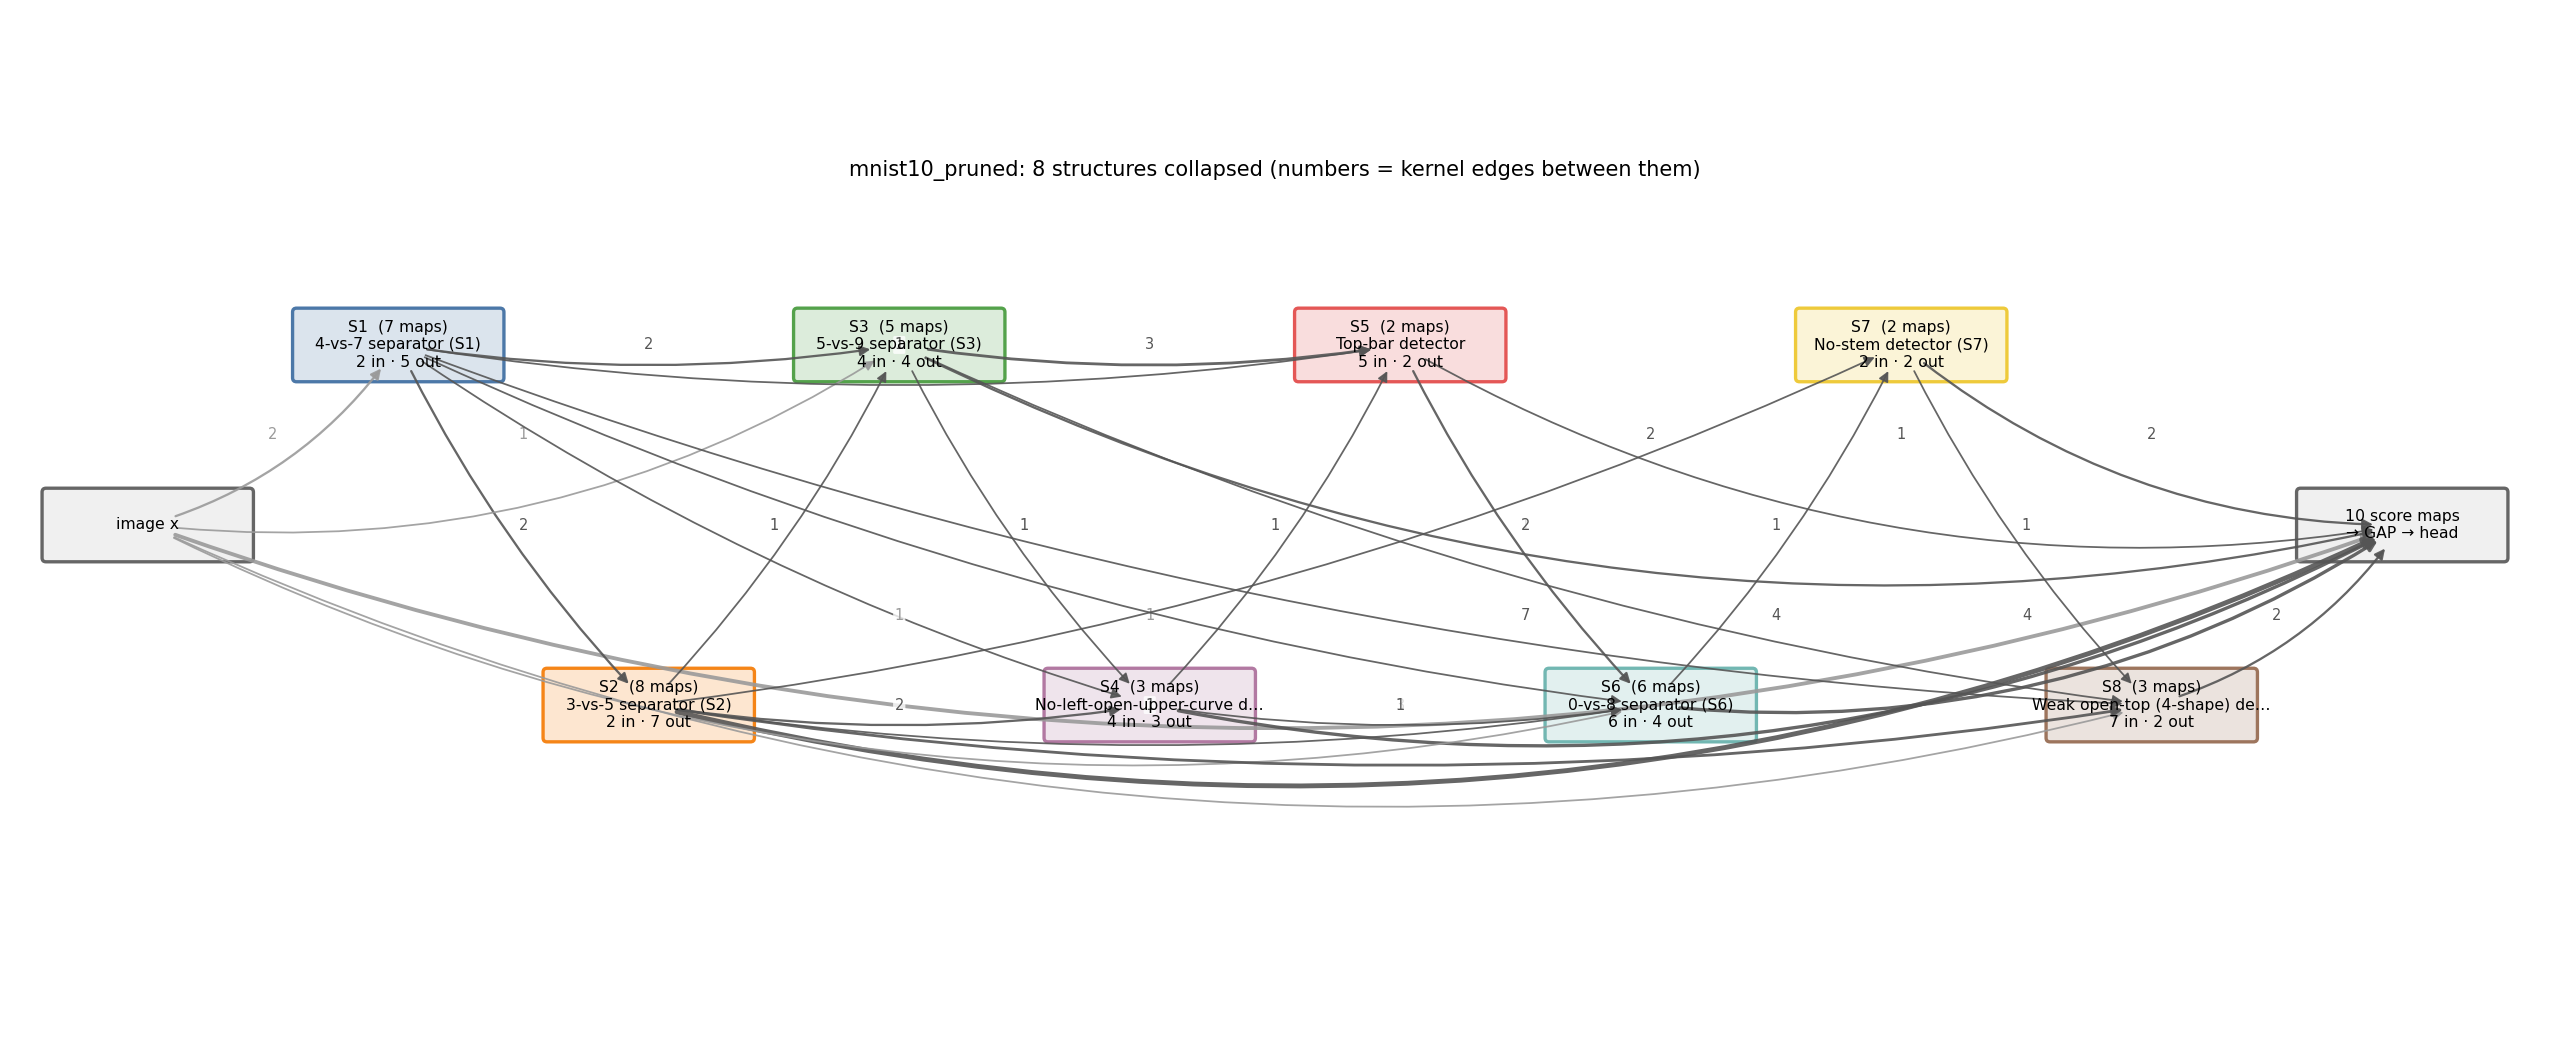 mnist10_pruned: 8 structures collapsed (numbers = kernel edges between them)
S1 (7 maps)
4-vs-7 separator (S1)
2 in · 5 out
2
S3 (5 maps)
5-vs-9 separator (S3)
4 in · 4 out
1
3
S5 (2 maps)
Top-bar detector
5 in · 2 out
S7 (2 maps)
No-stem detector (S7)
2 in · 2 out
2
1
2
1
2
image x
2
1
1
1
2
1
1
10 score maps
→ GAP → head
1
1
7
4
4
2
S2 (8 maps)
3-vs-5 separator (S2)
2 in · 7 out
2
S4 (3 maps)
No-left-open-upper-curve d...
4 in · 3 out
1
S6 (6 maps)
0-vs-8 separator (S6)
6 in · 4 out
S8 (3 maps)
Weak open-top (4-shape) de...
7 in · 2 out